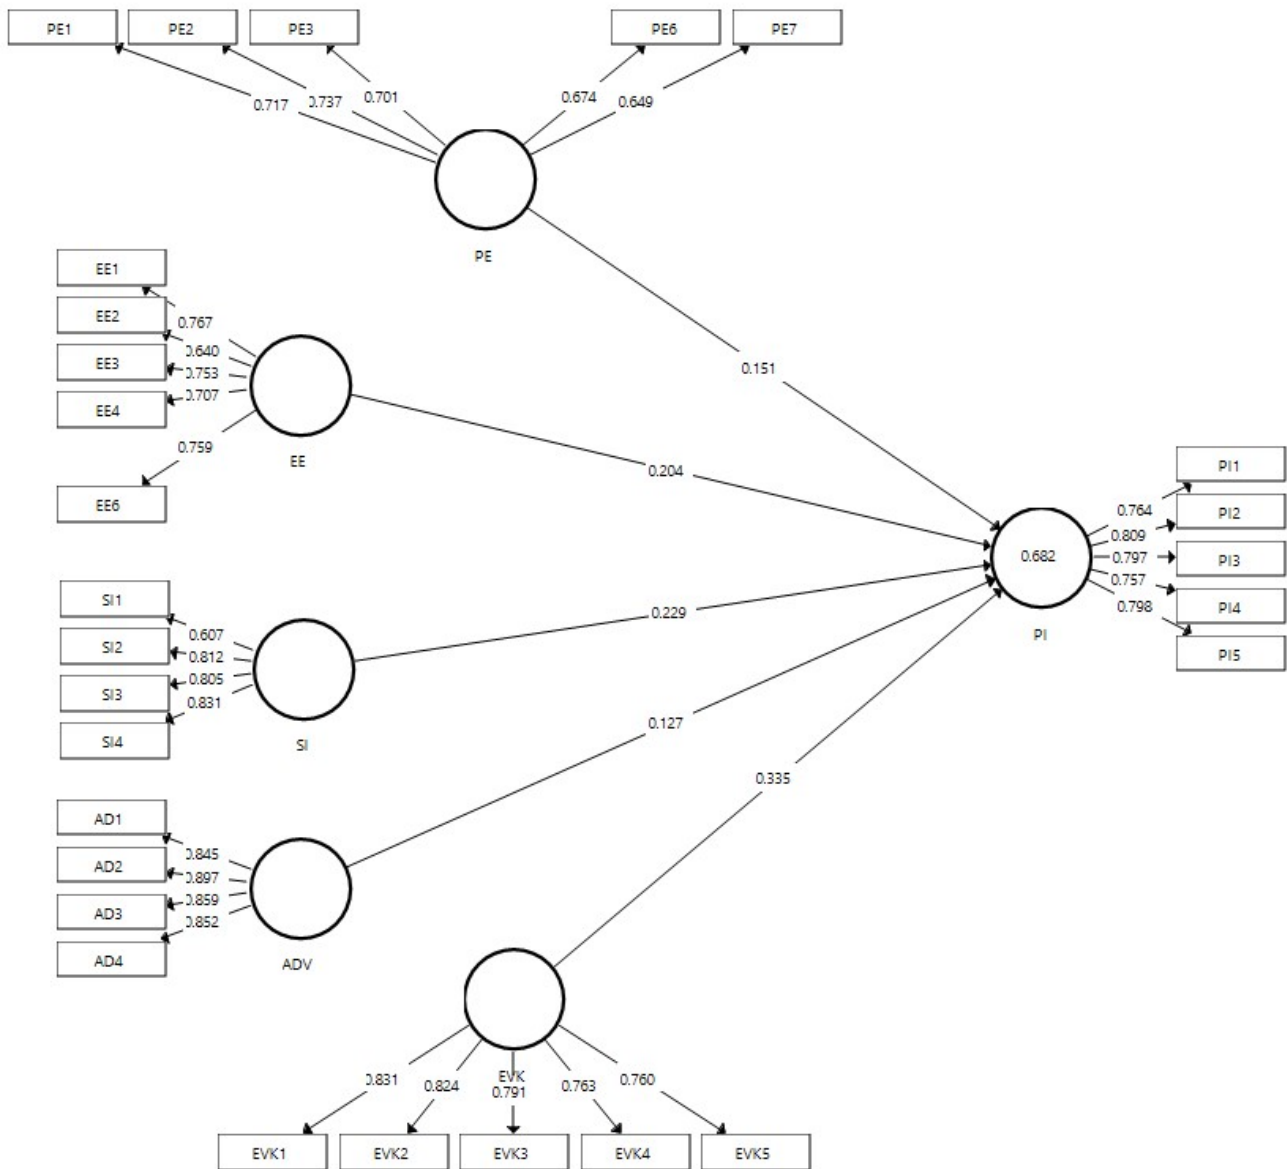 PE1 PE2 PE3 PE6 PE7
0.717 0.737 0.701 0.674 0.649
PE
EE1
EE2
EE3
EE4
EE6
0.767
0.640
0.753
0.707
0.759
EE
SI1
SI2
SI3
SI4
0.607
0.812
0.805
0.831
SI
AD1
AD2
AD3
AD4
0.845
0.897
0.859
0.852
ADV
0.151
0.204
0.229
0.127
0.335
0.682
PI
0.764
0.809
0.797
0.757
0.798
PI1
PI2
PI3
PI4
PI5
EVK
0.831 0.824 0.791 0.763 0.760
EVK1 EVK2 EVK3 EVK4 EVK5